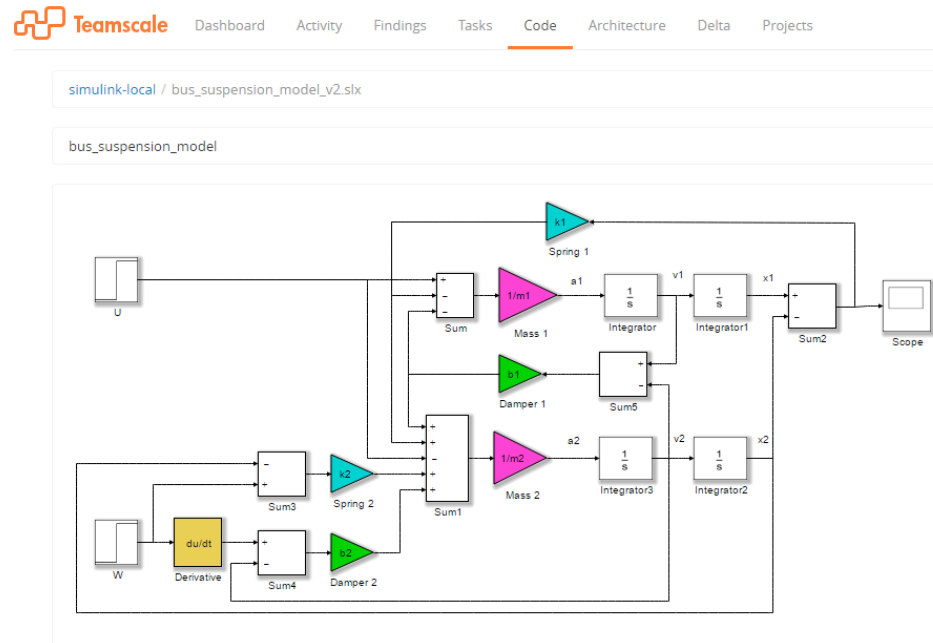 Teamscale Dashboard Activity Findings Tasks Code Architecture Delta Projects
simulink-local / bus_suspension_model_v2.slx
bus_suspension_model
k1
Spring 1
U
+
−
−
Sum
1/m1
Mass 1
a1
1
s
Integrator
v1
1
s
Integrator1
x1
+
−
Sum2
Scope
b1
Damper 1
+
−
Sum5
+
+
−
+
+
Sum1
1/m2
Mass 2
a2
1
s
Integrator3
v2
1
s
Integrator2
x2
−
+
Sum3
k2
Spring 2
W
du/dt
Derivative
+
−
Sum4
b2
Damper 2